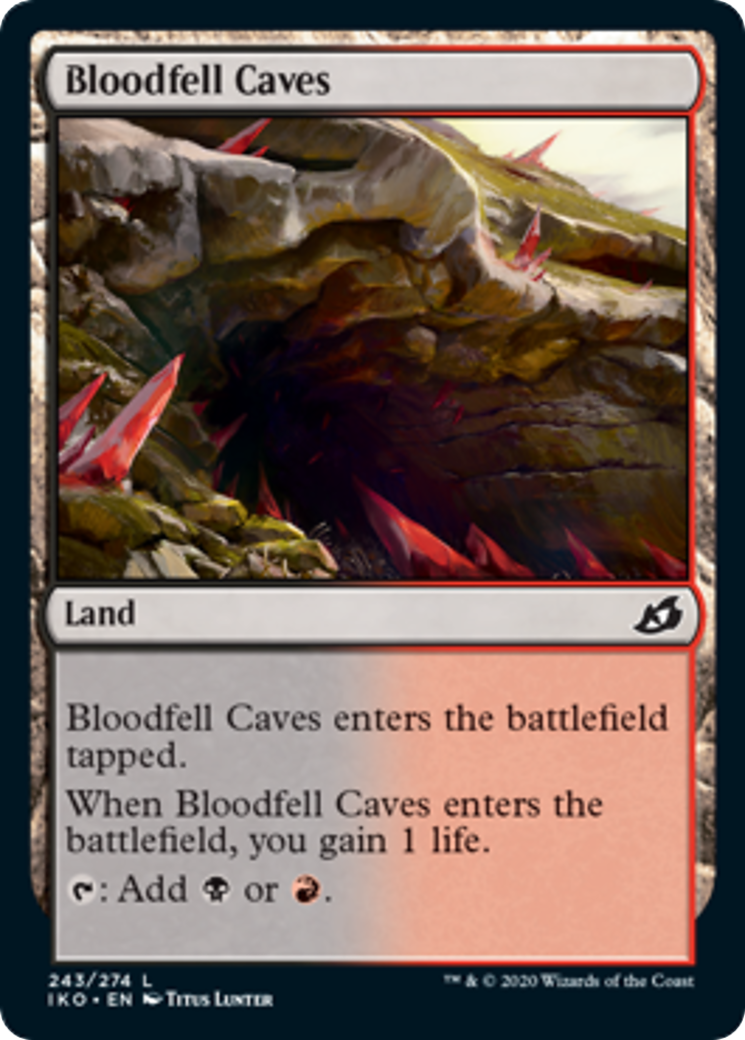 Bloodfell Caves
Land
Bloodfell Caves enters the battlefield
tapped.
When Bloodfell Caves enters the
battlefield, you gain 1 life.
: Add or .
243/274 L
IKO • EN Titus Lunter
™ & © 2020 Wizards of the Coast